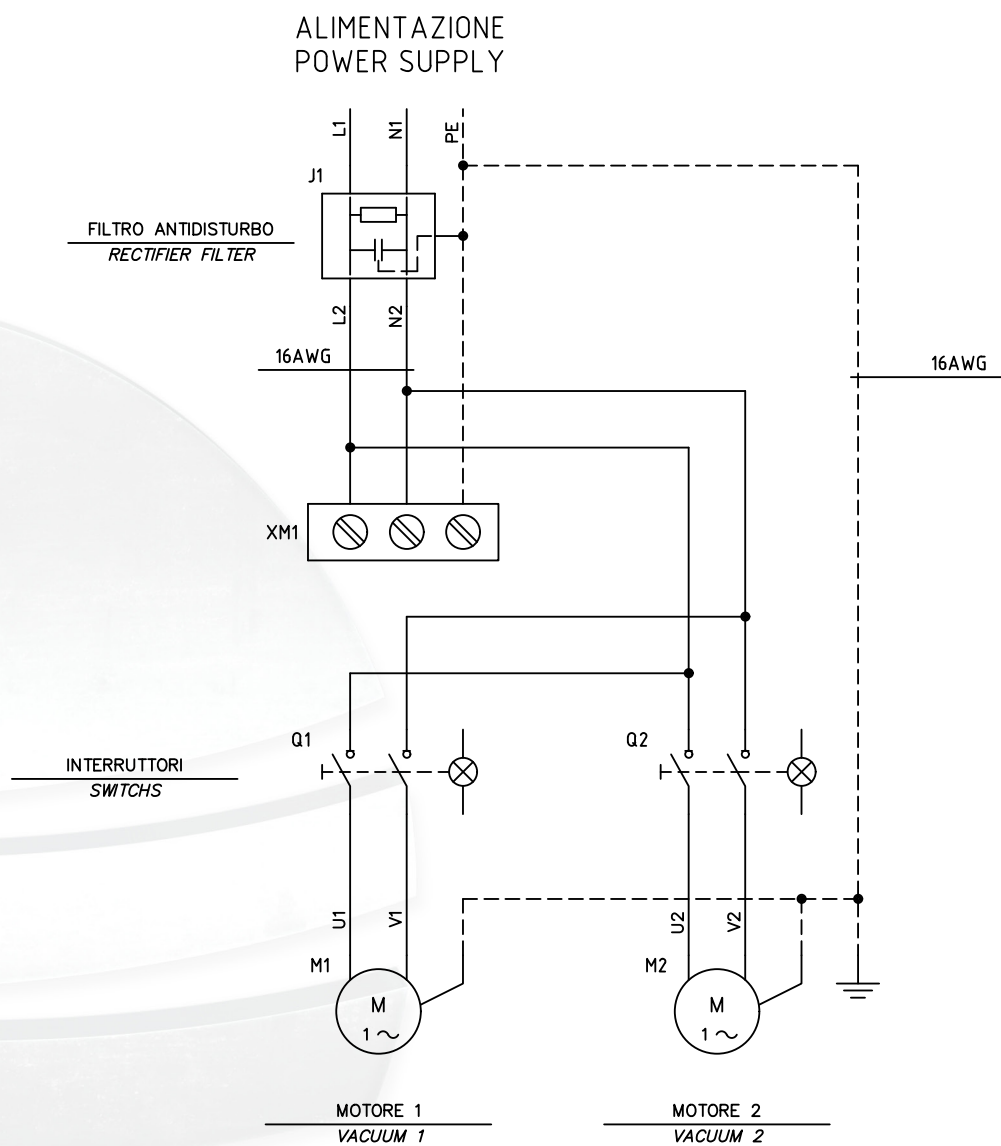 ALIMENTAZIONE
POWER SUPPLY
L1
N1
PE
J1
FILTRO ANTIDISTURBO
RECTIFIER FILTER
L2
N2
16AWG
16AWG
XM1
Q1
Q2
INTERRUTTORI
SWITCHS
U1
V1
U2
V2
M1
M
1~
M2
M
1~
MOTORE 1
VACUUM 1
MOTORE 2
VACUUM 2